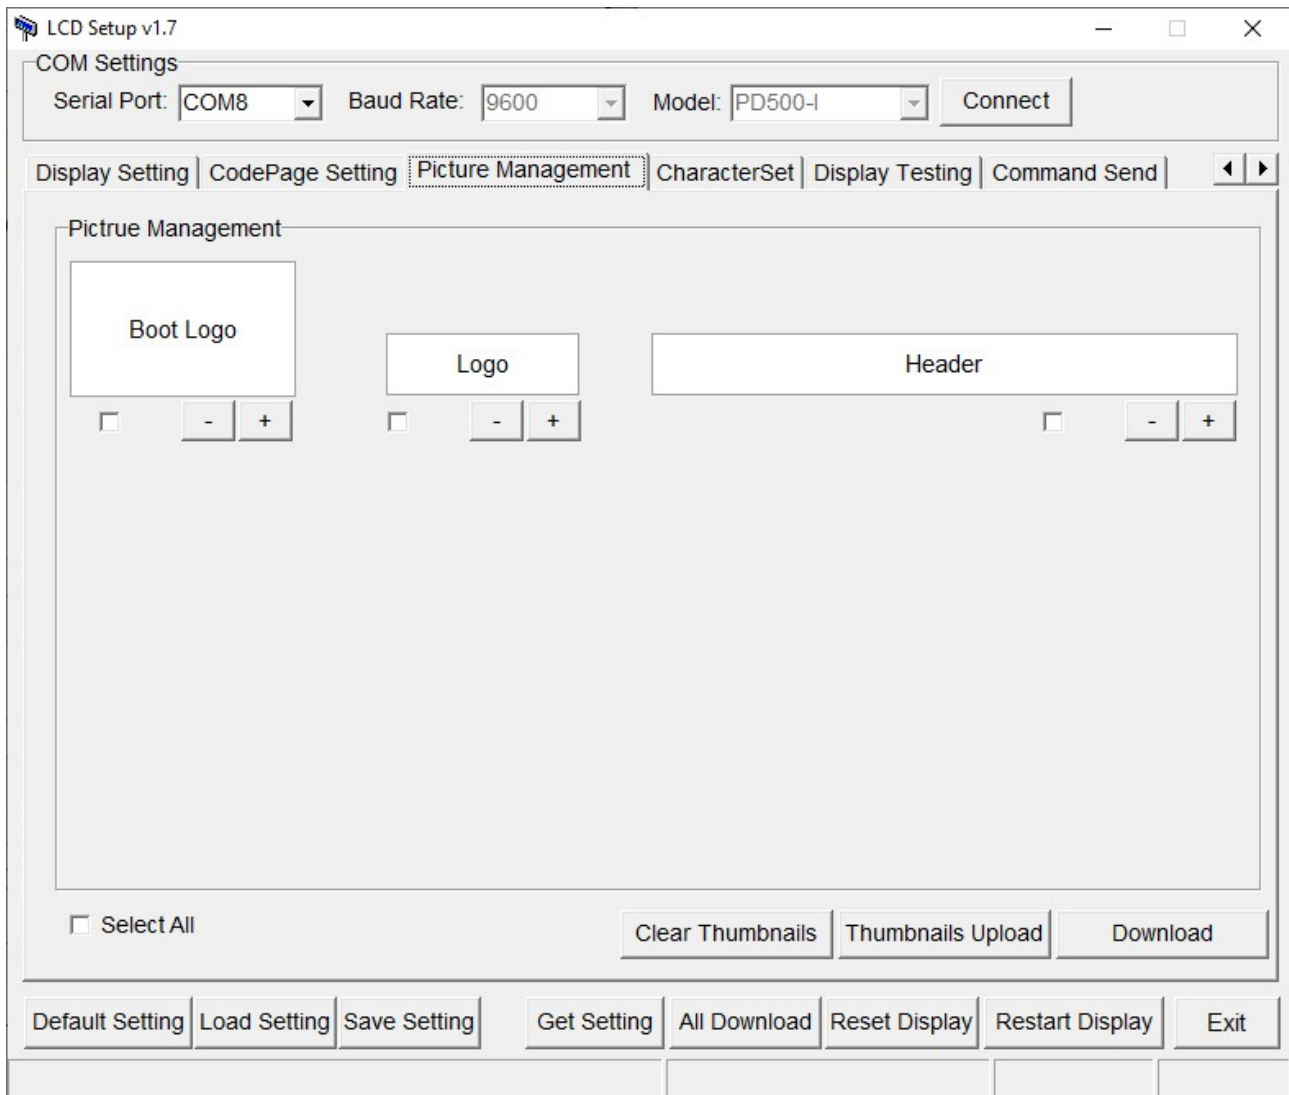 LCD Setup v1.7
COM Settings
Serial Port: COM8 Baud Rate: 9600 Model: PD500-I Connect
Display Setting CodePage Setting Picture Management CharacterSet Display Testing Command Send
Pictrue Management
Boot Logo
Logo
Header
- +
- +
- +
Select All
Clear Thumbnails Thumbnails Upload Download
Default Setting Load Setting Save Setting Get Setting All Download Reset Display Restart Display Exit